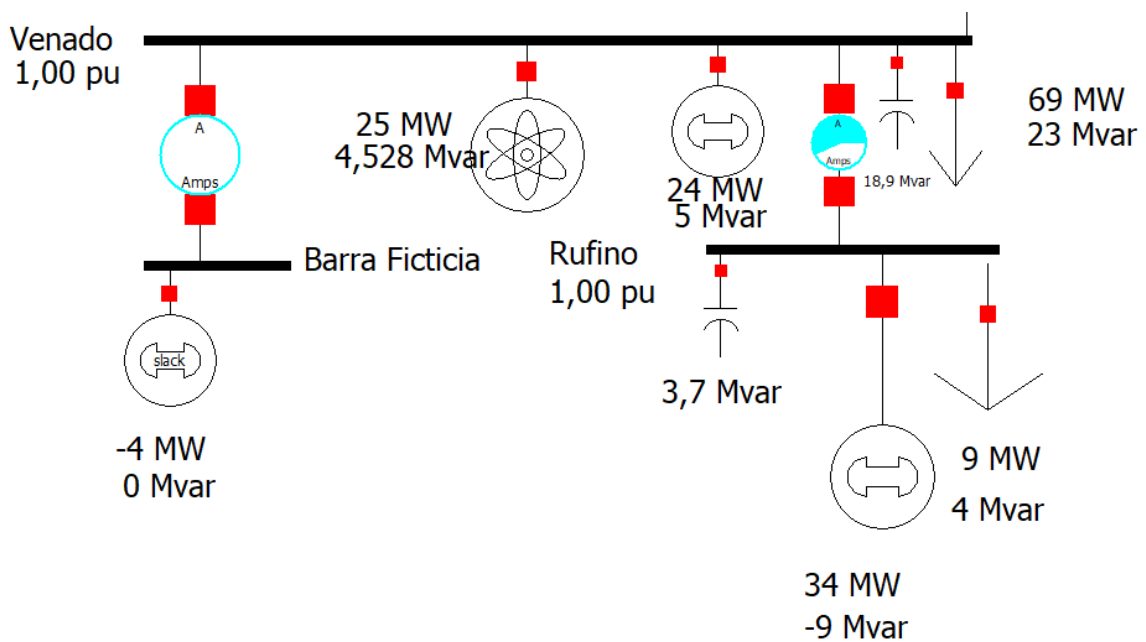 Venado
1,00 pu
A
Amps
25 MW
4,528 Mvar
24 MW
5 Mvar
A
Amps
18,9 Mvar
69 MW
23 Mvar
Barra Ficticia
slack
-4 MW
0 Mvar
Rufino
1,00 pu
3,7 Mvar
9 MW
4 Mvar
34 MW
-9 Mvar